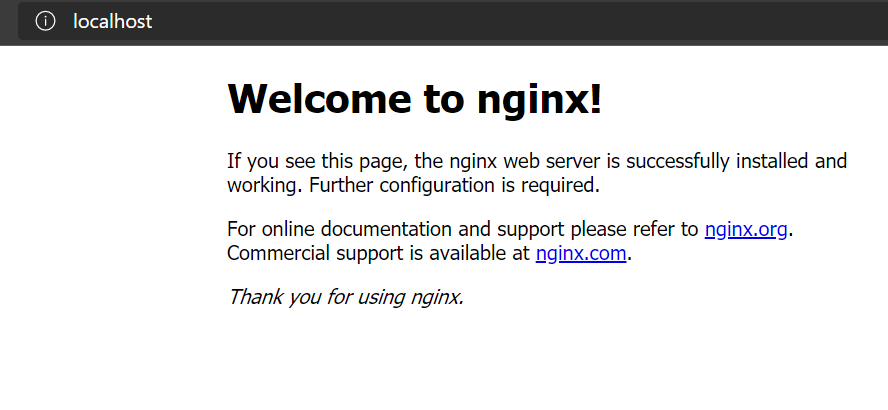 localhost
Welcome to nginx!
If you see this page, the nginx web server is successfully installed and
working. Further configuration is required.
For online documentation and support please refer to nginx.org.
Commercial support is available at nginx.com.
Thank you for using nginx.